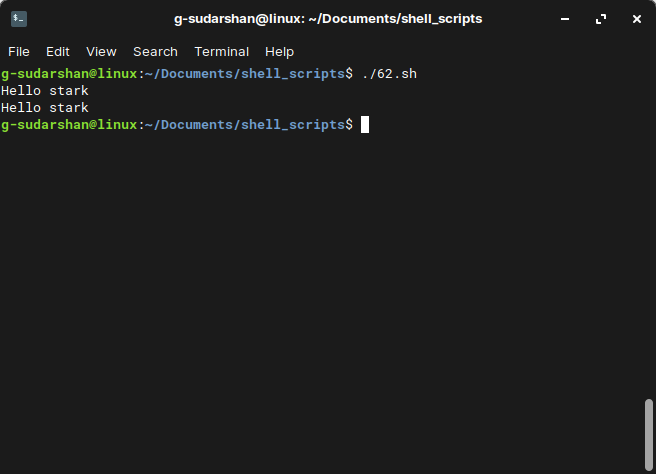 g-sudarshan@linux: ~/Documents/shell_scripts
File Edit View Search Terminal Help
g-sudarshan@linux:~/Documents/shell_scripts$ ./62.sh
Hello stark
Hello stark
g-sudarshan@linux:~/Documents/shell_scripts$